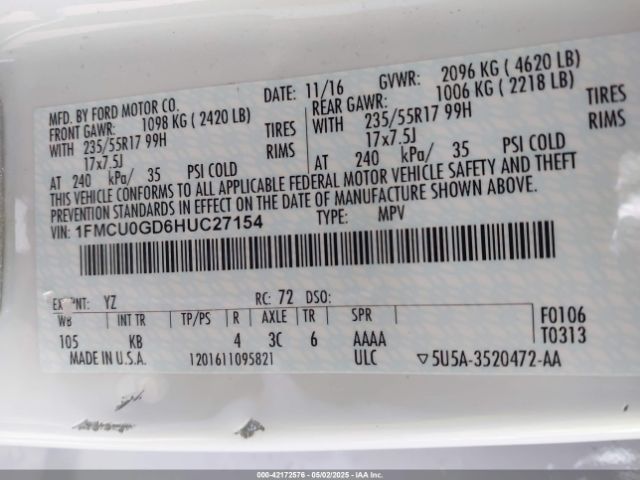 MFD. BY FORD MOTOR CO. DATE: 11/16 GVWR: 2096 KG ( 4620 LB)
FRONT GAWR: 1098 KG ( 2420 LB) REAR GAWR: 1006 KG ( 2218 LB)
WITH 235/55R17 99H TIRES WITH 235/55R17 99H TIRES
17x7.5J RIMS 17x7.5J RIMS
AT 240 kPa/ 35 PSI COLD AT 240 kPa/ 35 PSI COLD
THIS VEHICLE CONFORMS TO ALL APPLICABLE FEDERAL MOTOR VEHICLE SAFETY AND THEFT
PREVENTION STANDARDS IN EFFECT ON THE DATE OF MANUFACTURE SHOWN ABOVE.
VIN: 1FMCU0GD6HUC27154 TYPE: MPV
YZ RC: 72 DSO:
WB INT TR TP/PS R AXLE TR SPR F0106
105 KB 4 3C 6 AAAA T0313
MADE IN U.S.A. 1201611095821 ULC ▽5U5A-3520472-AA
000-42172576 - 05/02/2025 - IAA, Inc.